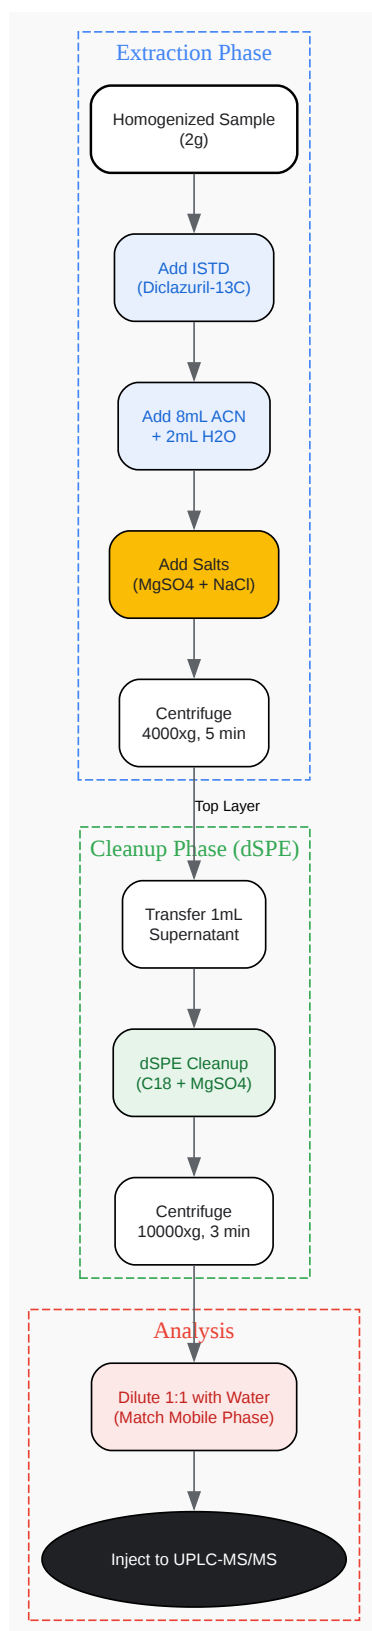 Extraction Phase
Homogenized Sample
(2g)
Add ISTD
(Diclazuril-13C)
Add 8mL ACN
+ 2mL H2O
Add Salts
(MgSO4 + NaCl)
Centrifuge
4000xg, 5 min
Top Layer
Cleanup Phase (dSPE)
Transfer 1mL
Supernatant
dSPE Cleanup
(C18 + MgSO4)
Centrifuge
10000xg, 3 min
Analysis
Dilute 1:1 with Water
(Match Mobile Phase)
Inject to UPLC-MS/MS